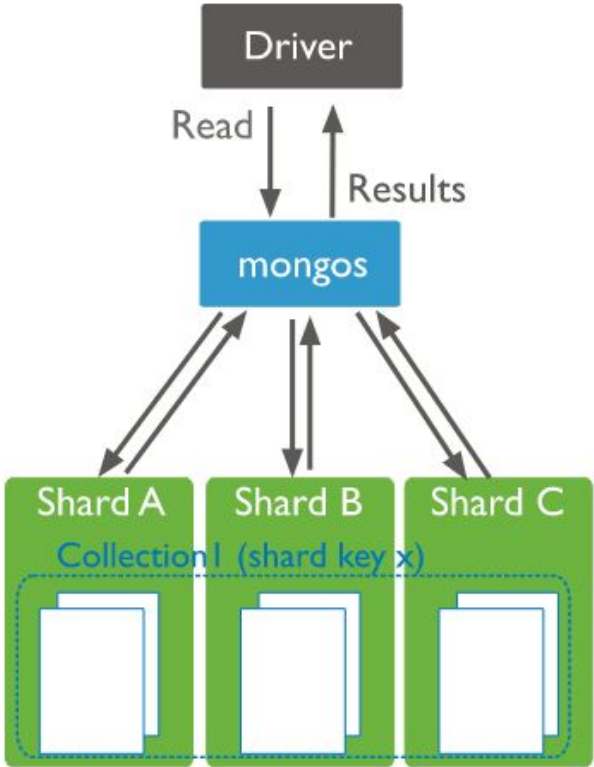 Driver
Read
Results
mongos
Shard A
Shard B
Shard C
Collection1 (shard key x)